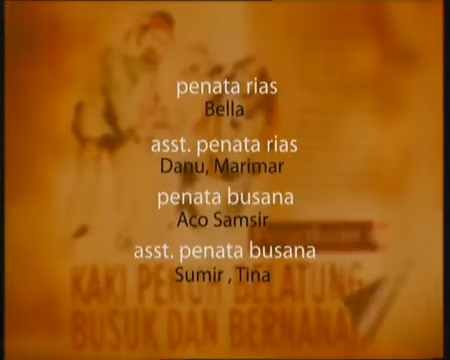 penata rias
Bella
asst. penata rias
Danu, Marimar
penata busana
Aco Samsir
asst. penata busana
Sumir , Tina
KAKI PENUH BELATUNG
BUSUK DAN BERNANAH